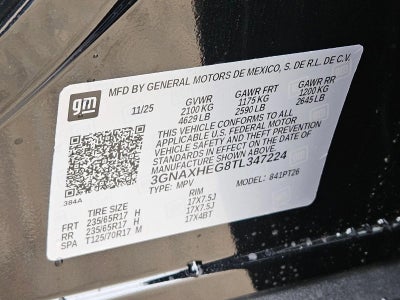 gm
MFD BY GENERAL MOTORS DE MEXICO, S. DE R.L. DE C.V.
11/25 GVWR GAWR FRT GAWR RR
2100 KG 1175 KG 1200 KG
4629 LB 2590 LB 2645 LB
THIS VEHICLE CONFORMS TO ALL
APPLICABLE U.S. FEDERAL MOTOR
VEHICLE SAFETY AND THEFT PREVENTION
STANDARDS IN EFFECT ON THE DATE OF
MANUFACTURE SHOWN ABOVE.
3GNAXHEG8TL347224
TYPE: MPV MODEL: 841PT26
384A
TIRE SIZE RIM
FRT 235/65R17 H 17X7.5J
RR 235/65R17 H 17X7.5J
SPA T125/70R17 M 17X4BT